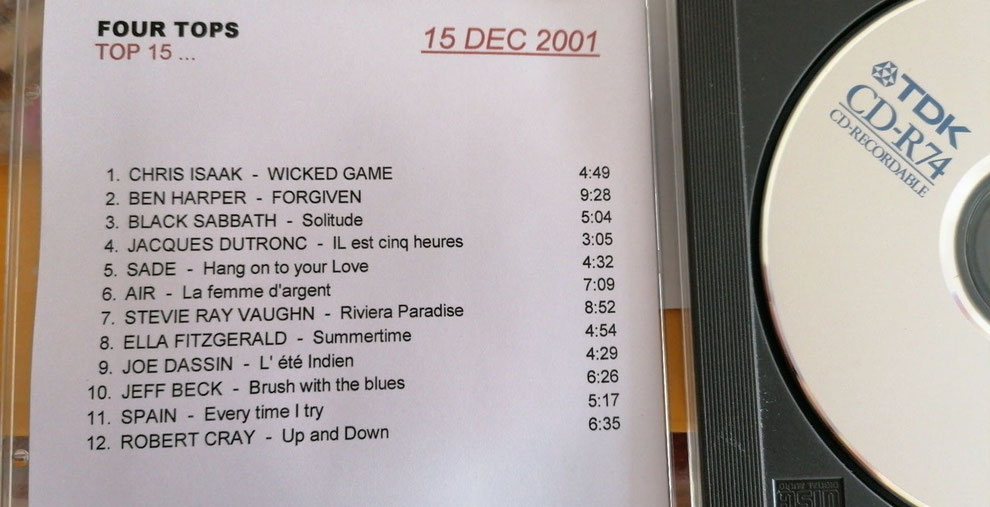 FOUR TOPS
TOP 15 ...
15 DEC 2001
1. CHRIS ISAAK - WICKED GAME 4:49
2. BEN HARPER - FORGIVEN 9:28
3. BLACK SABBATH - Solitude 5:04
4. JACQUES DUTRONC - IL est cinq heures 3:05
5. SADE - Hang on to your Love 4:32
6. AIR - La femme d'argent 7:09
7. STEVIE RAY VAUGHN - Riviera Paradise 8:52
8. ELLA FITZGERALD - Summertime 4:54
9. JOE DASSIN - L' été Indien 4:29
10. JEFF BECK - Brush with the blues 6:26
11. SPAIN - Every time I try 5:17
12. ROBERT CRAY - Up and Down 6:35
TDK
CD-R74
CD-RECORDABLE